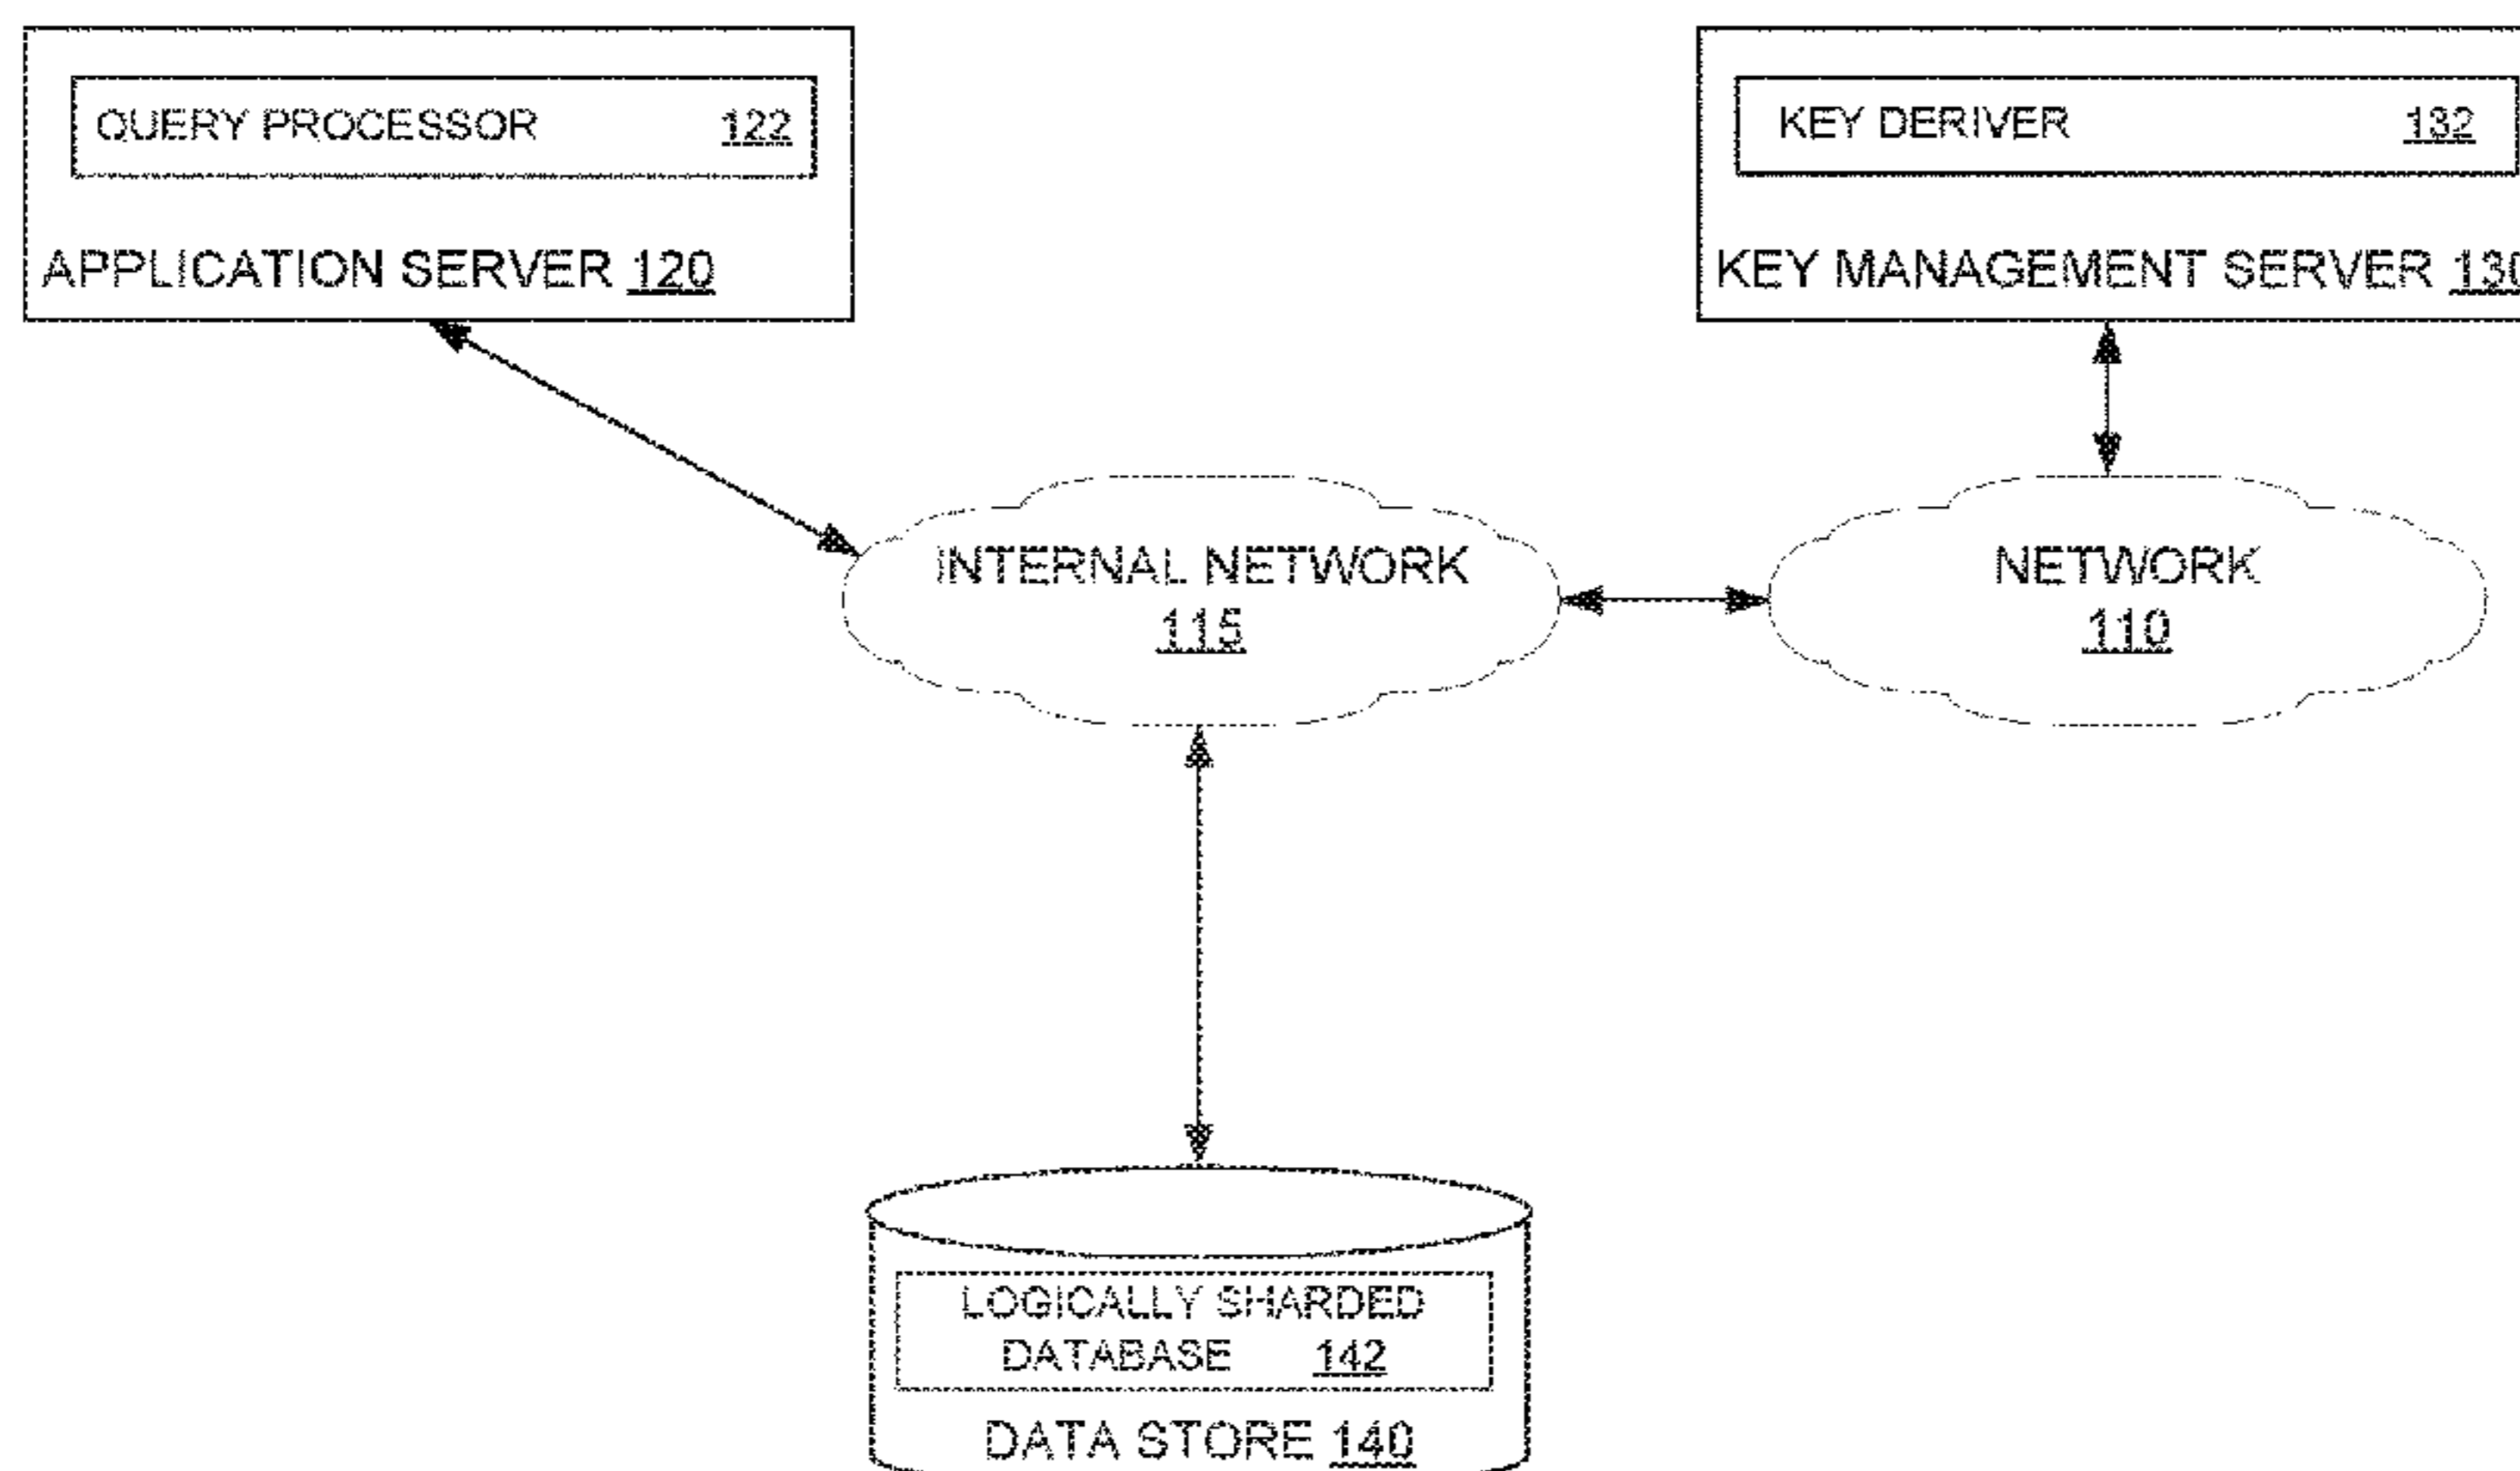 QUERY PROCESSOR 122
APPLICATION SERVER 120
KEY DERIVER 132
KEY MANAGEMENT SERVER 130
INTERNAL NETWORK
115
NETWORK
110
LOGICALLY SHARDED
DATABASE 142
DATA STORE 140